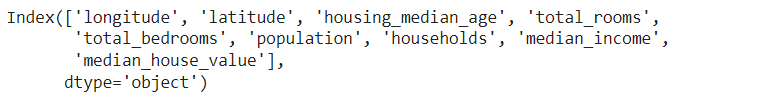 Index(['longitude', 'latitude', 'housing_median_age', 'total_rooms',
'total_bedrooms', 'population', 'households', 'median_income',
'median_house_value'],
dtype='object')